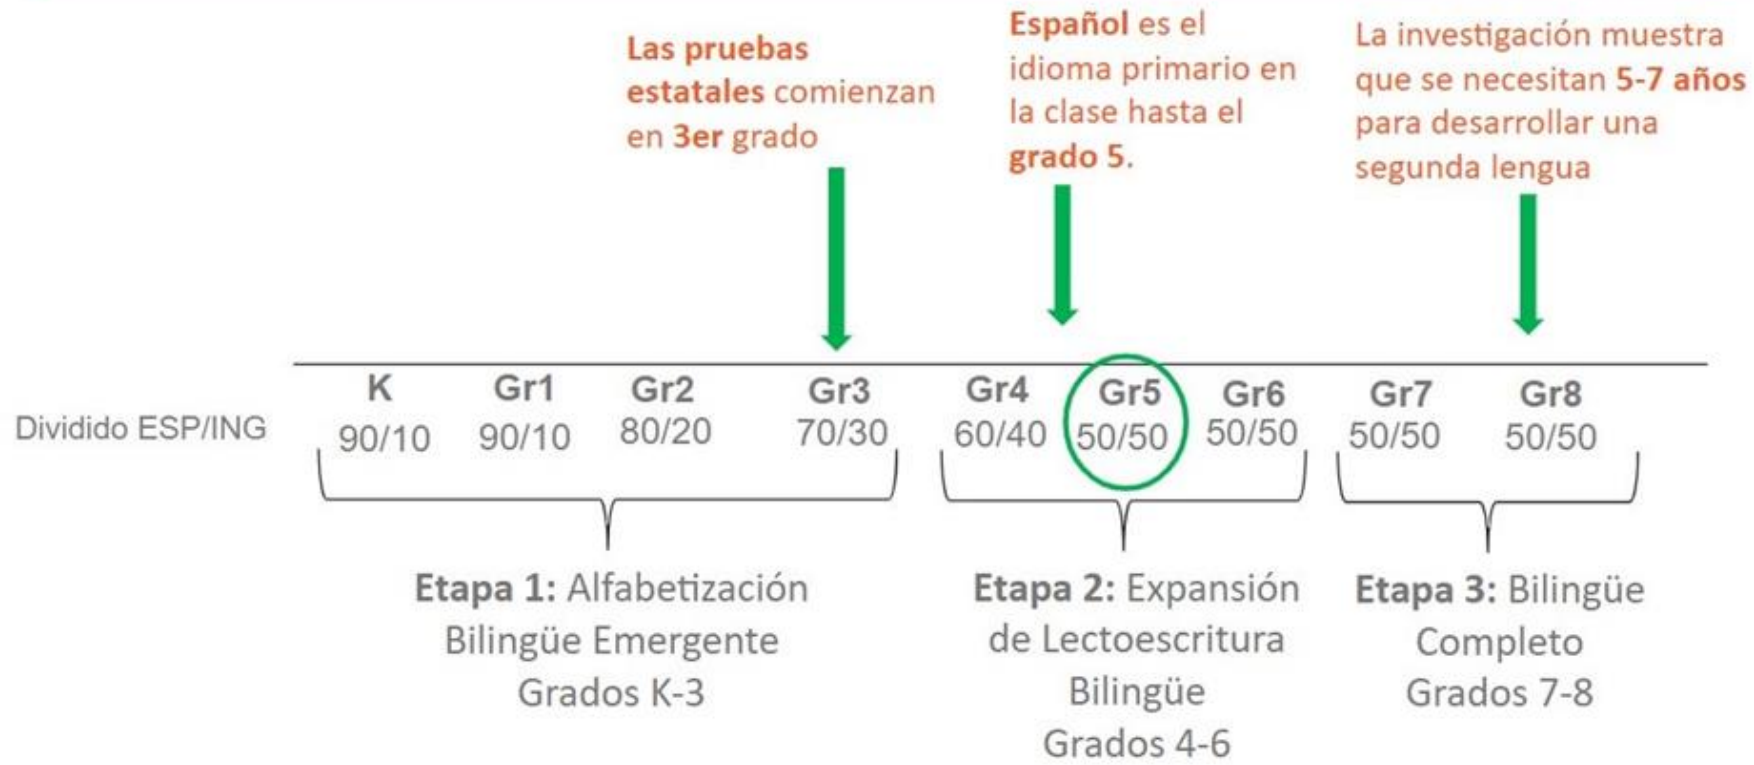 Las pruebas
estatales comienzan
en 3er grado
Español es el
idioma primario en
la clase hasta el
grado 5.
La investigación muestra
que se necesitan 5-7 años
para desarrollar una
segunda lengua
K Gr1 Gr2 Gr3 Gr4 Gr5 Gr6 Gr7 Gr8
Dividido ESP/ING 90/10 90/10 80/20 70/30 60/40 50/50 50/50 50/50 50/50
Etapa 1: Alfabetización
Bilingüe Emergente
Grados K-3
Etapa 2: Expansión
de Lectoescritura
Bilingüe
Grados 4-6
Etapa 3: Bilingüe
Completo
Grados 7-8